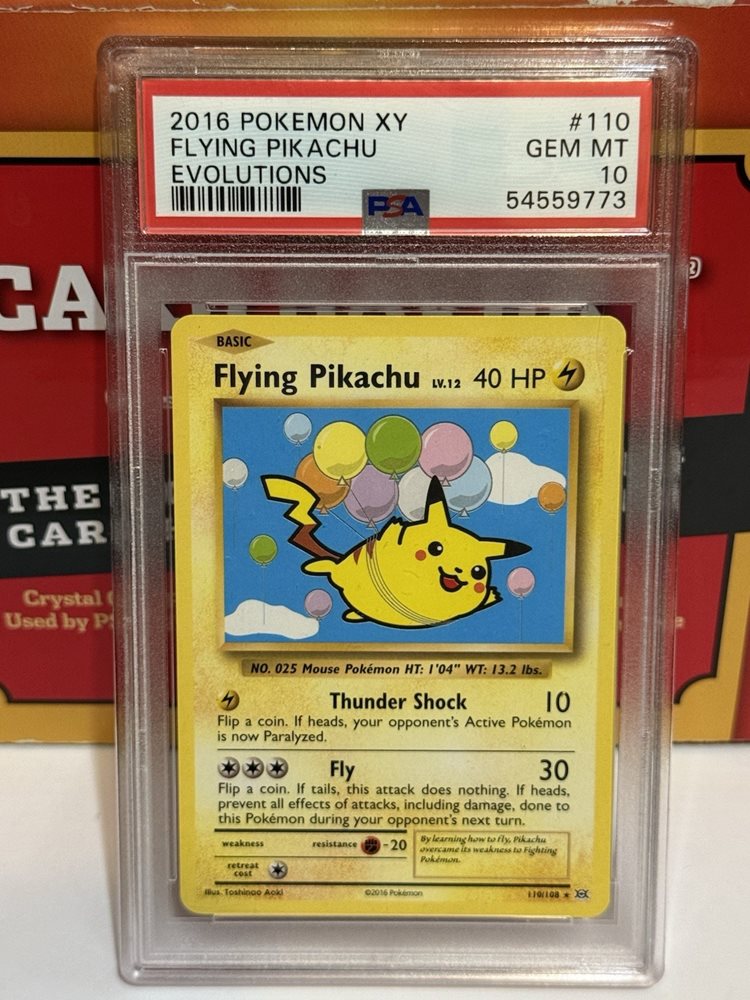 2016 POKEMON XY #110
FLYING PIKACHU GEM MT
EVOLUTIONS 10
PSA 54559773
CA
®
THE
CAR
Crystal
Used by
BASIC
Flying Pikachu LV.12 40 HP
NO. 025 Mouse Pokémon HT: 1'04" WT: 13.2 lbs.
Thunder Shock 10
Flip a coin. If heads, your opponent's Active Pokémon
is now Paralyzed.
Fly 30
Flip a coin. If tails, this attack does nothing. If heads,
prevent all effects of attacks, including damage, done to
this Pokémon during your opponent's next turn.
weakness resistance -20
retreat
cost
By learning how to fly, Pikachu
overcame its weakness to Fighting
Pokémon.
Illus. Toshinao Aoki ©2016 Pokémon 110/108 ★